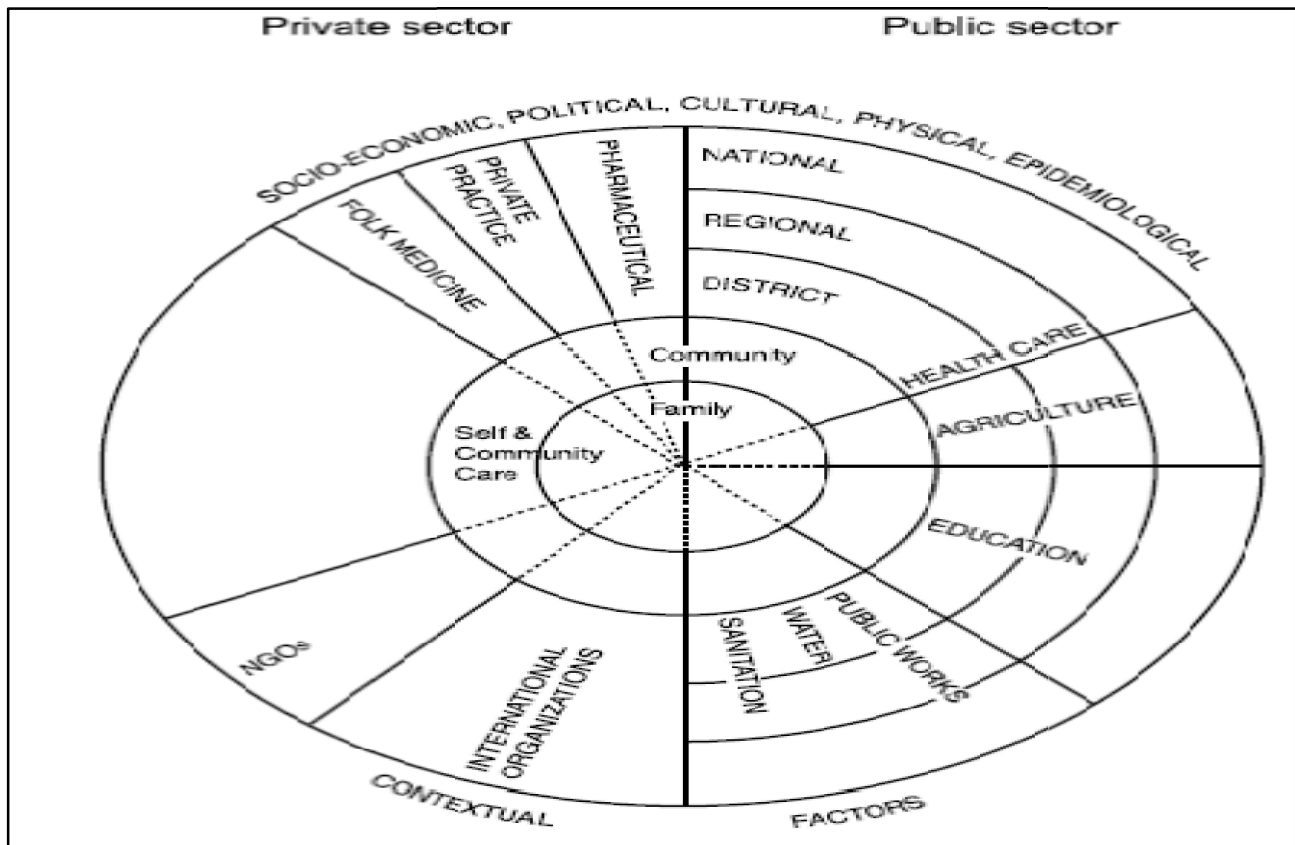 Private sector
Public sector
SOCIO-ECONOMIC, POLITICAL, CULTURAL, PHYSICAL, EPIDEMIOLOGICAL
FOLK MEDICINE
PRIVATE
PRACTICE
PHARMACEUTICAL
NATIONAL
REGIONAL
DISTRICT
Community
Family
HEALTH CARE
AGRICULTURE
Self &
Community
Care
EDUCATION
PUBLIC WORKS
WATER
SANITATION
NGOs
INTERNATIONAL
ORGANIZATIONS
CONTEXTUAL
FACTORS